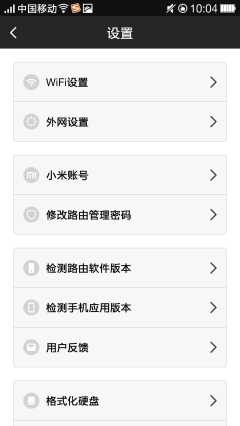 中国移动 10:04
设置
WiFi设置
外网设置
小米账号
修改路由管理密码
检测路由软件版本
检测手机应用版本
用户反馈
格式化硬盘